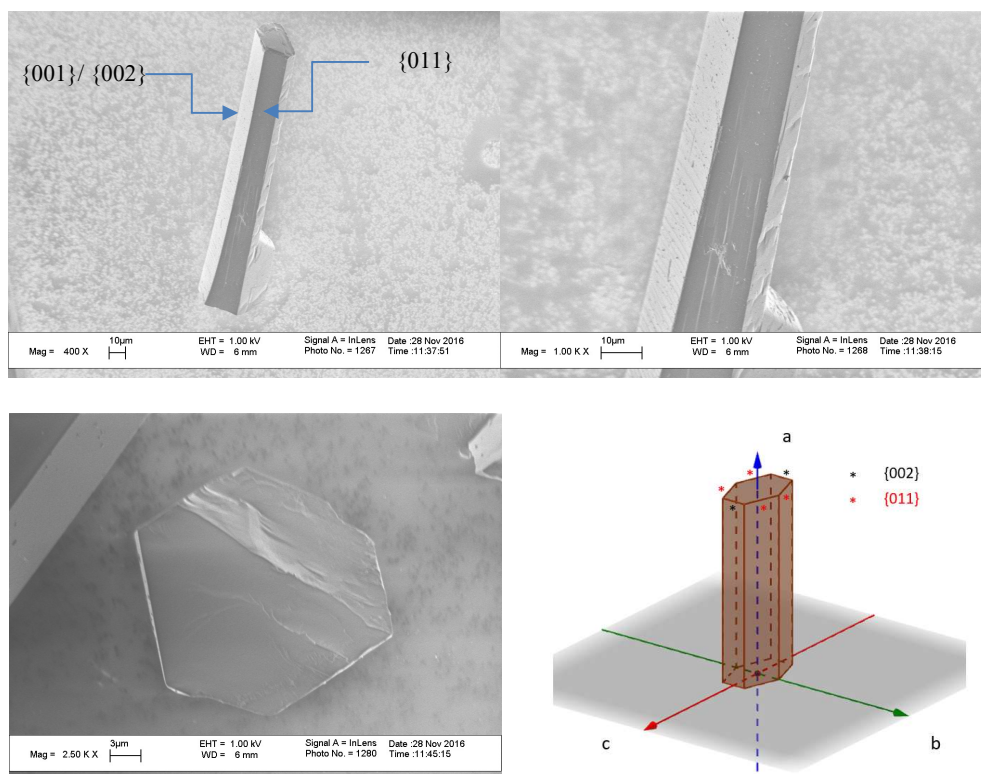 {001}/ {002}
{011}
Mag = 400 X
10µm
EHT = 1.00 kV
WD = 6 mm
Signal A = InLens
Photo No. = 1267
Date :28 Nov 2016
Time :11:37:51
Mag = 1.00 K X
10µm
EHT = 1.00 kV
WD = 6 mm
Signal A = InLens
Photo No. = 1268
Date :28 Nov 2016
Time :11:38:15
Mag = 2.50 K X
3µm
EHT = 1.00 kV
WD = 6 mm
Signal A = InLens
Photo No. = 1280
Date :28 Nov 2016
Time :11:45:15
a
* {002}
* {011}
c
b